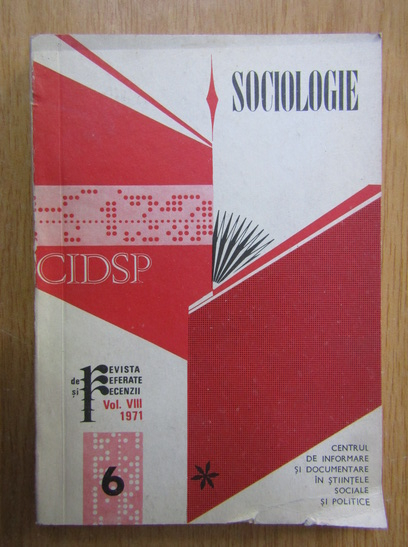 SOCIOLOGIE
CIDSP
REVISTA
de REFERATE
și RECENZII
Vol. VIII
1971
6
CENTRUL
DE INFORMARE
ȘI DOCUMENTARE
ÎN ȘTIINȚELE
SOCIALE
ȘI POLITICE